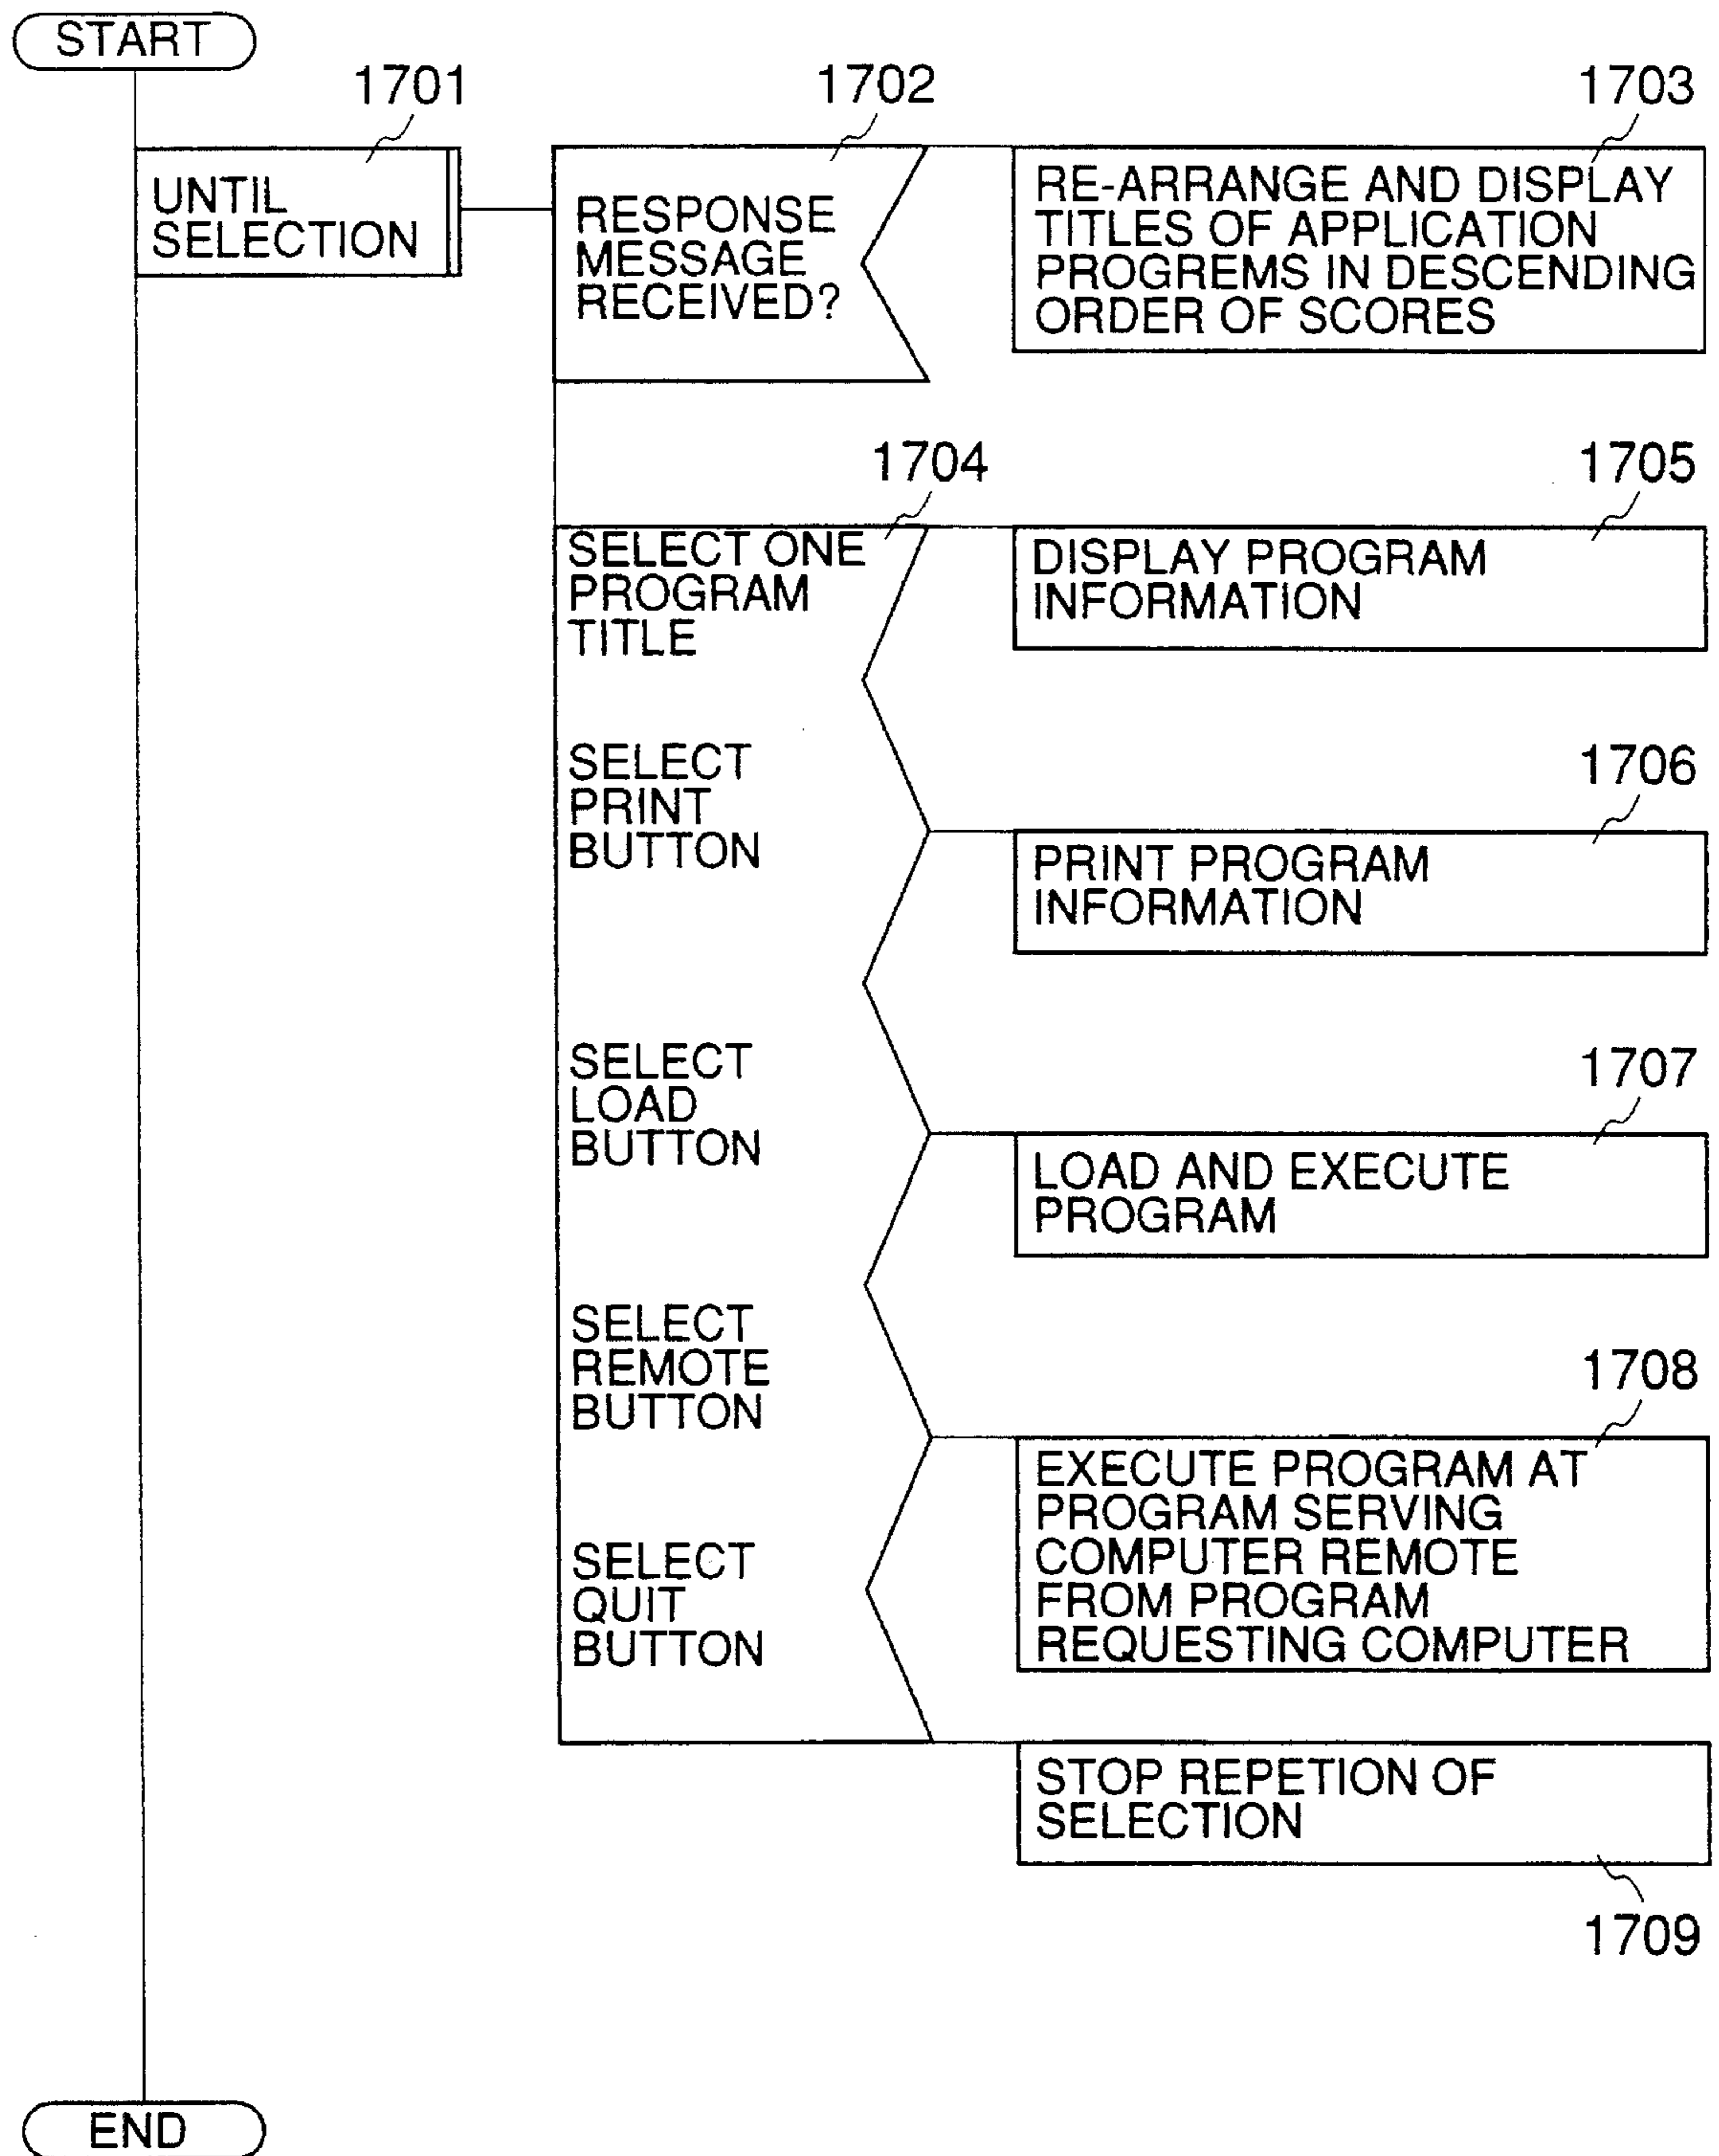 START
1701
1702
1703
UNTIL
SELECTION
RESPONSE
MESSAGE
RECEIVED?
RE-ARRANGE AND DISPLAY
TITLES OF APPLICATION
PROGREMS IN DESCENDING
ORDER OF SCORES
1704
1705
SELECT ONE
PROGRAM
TITLE
DISPLAY PROGRAM
INFORMATION
SELECT
PRINT
BUTTON
1706
PRINT PROGRAM
INFORMATION
SELECT
LOAD
BUTTON
1707
LOAD AND EXECUTE
PROGRAM
SELECT
REMOTE
BUTTON
1708
EXECUTE PROGRAM AT
PROGRAM SERVING
COMPUTER REMOTE
FROM PROGRAM
REQUESTING COMPUTER
SELECT
QUIT
BUTTON
STOP REPETION OF
SELECTION
1709
END